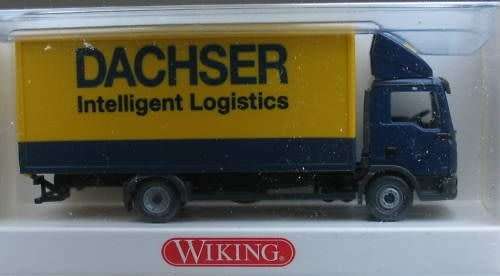 DACHSER
Intelligent Logistics
WIKING